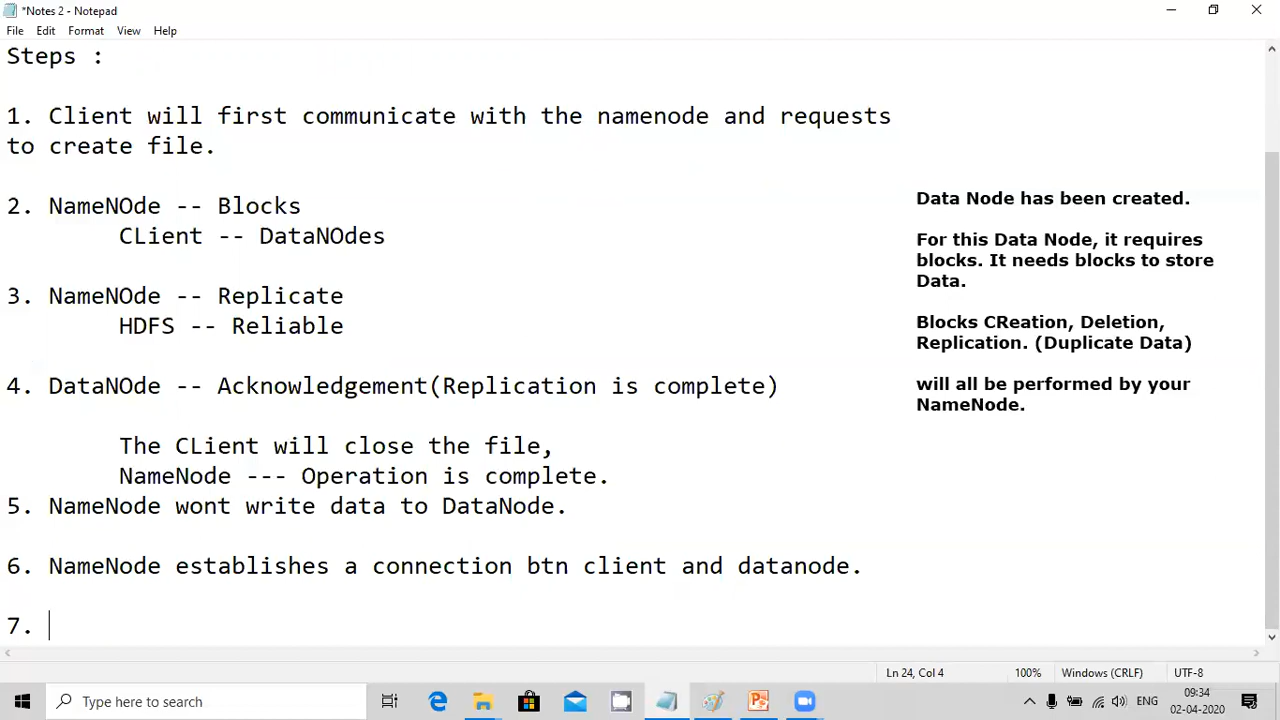 *Notes 2 - Notepad
File Edit Format View Help
Steps :
1. Client will first communicate with the namenode and requests
to create file.
2. NameNOde -- Blocks
CLient -- DataNOdes
3. NameNOde -- Replicate
HDFS -- Reliable
4. DataNOde -- Acknowledgement(Replication is complete)
The CLient will close the file,
NameNode --- Operation is complete.
5. NameNode wont write data to DataNode.
6. NameNode establishes a connection btn client and datanode.
7.
Data Node has been created.
For this Data Node, it requires
blocks. It needs blocks to store
Data.
Blocks CReation, Deletion,
Replication. (Duplicate Data)
will all be performed by your
NameNode.
Ln 24, Col 4 100% Windows (CRLF) UTF-8
Type here to search
ENG
09:34
02-04-2020